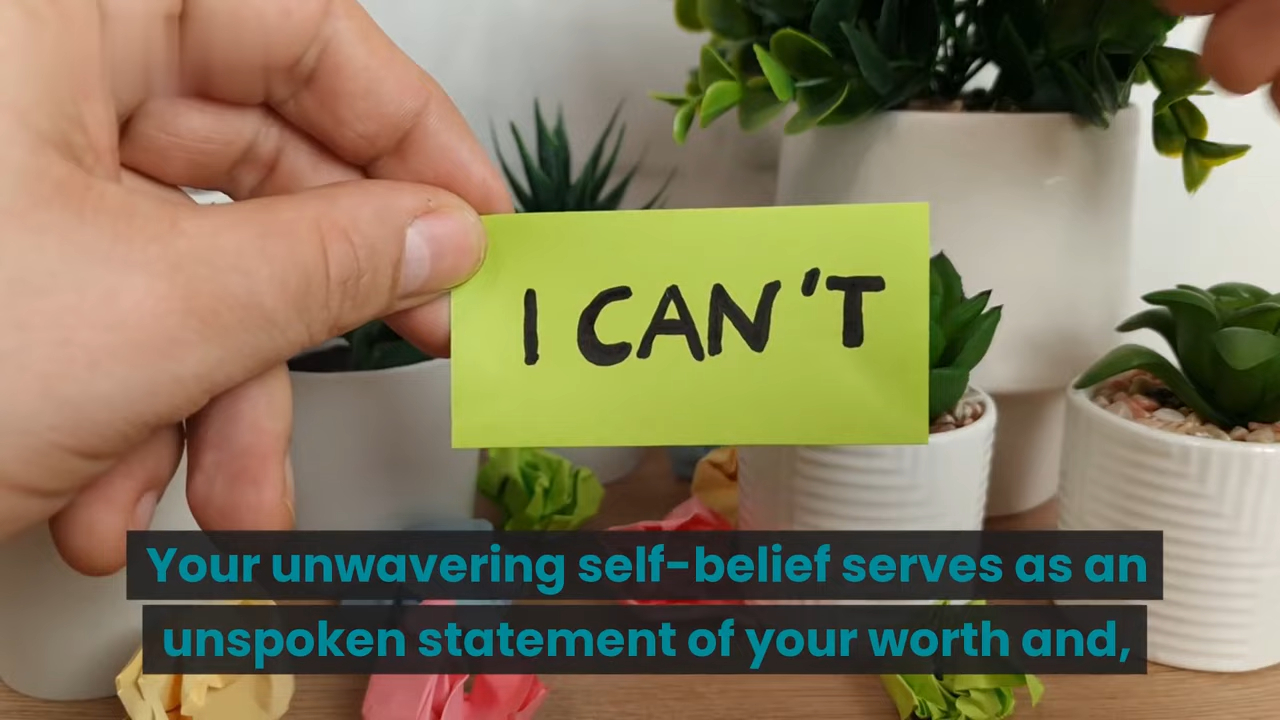 I CAN'T
Your unwavering self-belief serves as an
unspoken statement of your worth and,